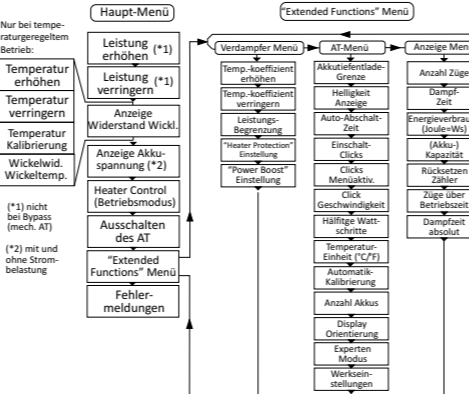 Haupt-Menü
Nur bei tempe-
raturgeregeltem
Betrieb:
Temperatur
erhöhen
Temperatur
verringern
Temperatur
Kalibrierung
Wickelwid.
Wickeltemp.
(*1) nicht
bei Bypass
(mech. AT)
(*2) mit und
ohne Strom-
belastung
Leistung
erhöhen (*1)
Leistung
verringern (*1)
Anzeige
Widerstand Wickl.
Anzeige Akku-
spannung (*2)
Heater Control
(Betriebsmodus)
Ausschalten
des AT
“Extended
Functions” Menü
Fehler-
meldungen
“Extended Functions” Menü
Verdampfer Menü
Temp.-koeffizient
erhöhen
Temp.-koeffizient
verringern
Leistungs-
Begrenzung
“Heater Protection”
Einstellung
“Power Boost”
Einstellung
AT-Menü
Akkutiefentlade-
Grenze
Helligkeit
Anzeige
Auto-Abschalt-
Zeit
Einschalt-
Clicks
Clicks
Menüaktiv.
Click
Geschwindigkeit
Hälfitge Watt-
schritte
Temperatur-
Einheit (°C/°F)
Automatik-
Kalibrierung
Anzahl Akkus
Display
Orientierung
Experten
Modus
Werksein-
stellungen
Anzeige Men
Anzahl Züge
Dampf-
Zeit
Energieverbrau
(Joule=Ws)
(Akku-)
Kapazität
Rücksetzen
Zähler
Züge über
Betriebszeit
Dampfzeit
absolut